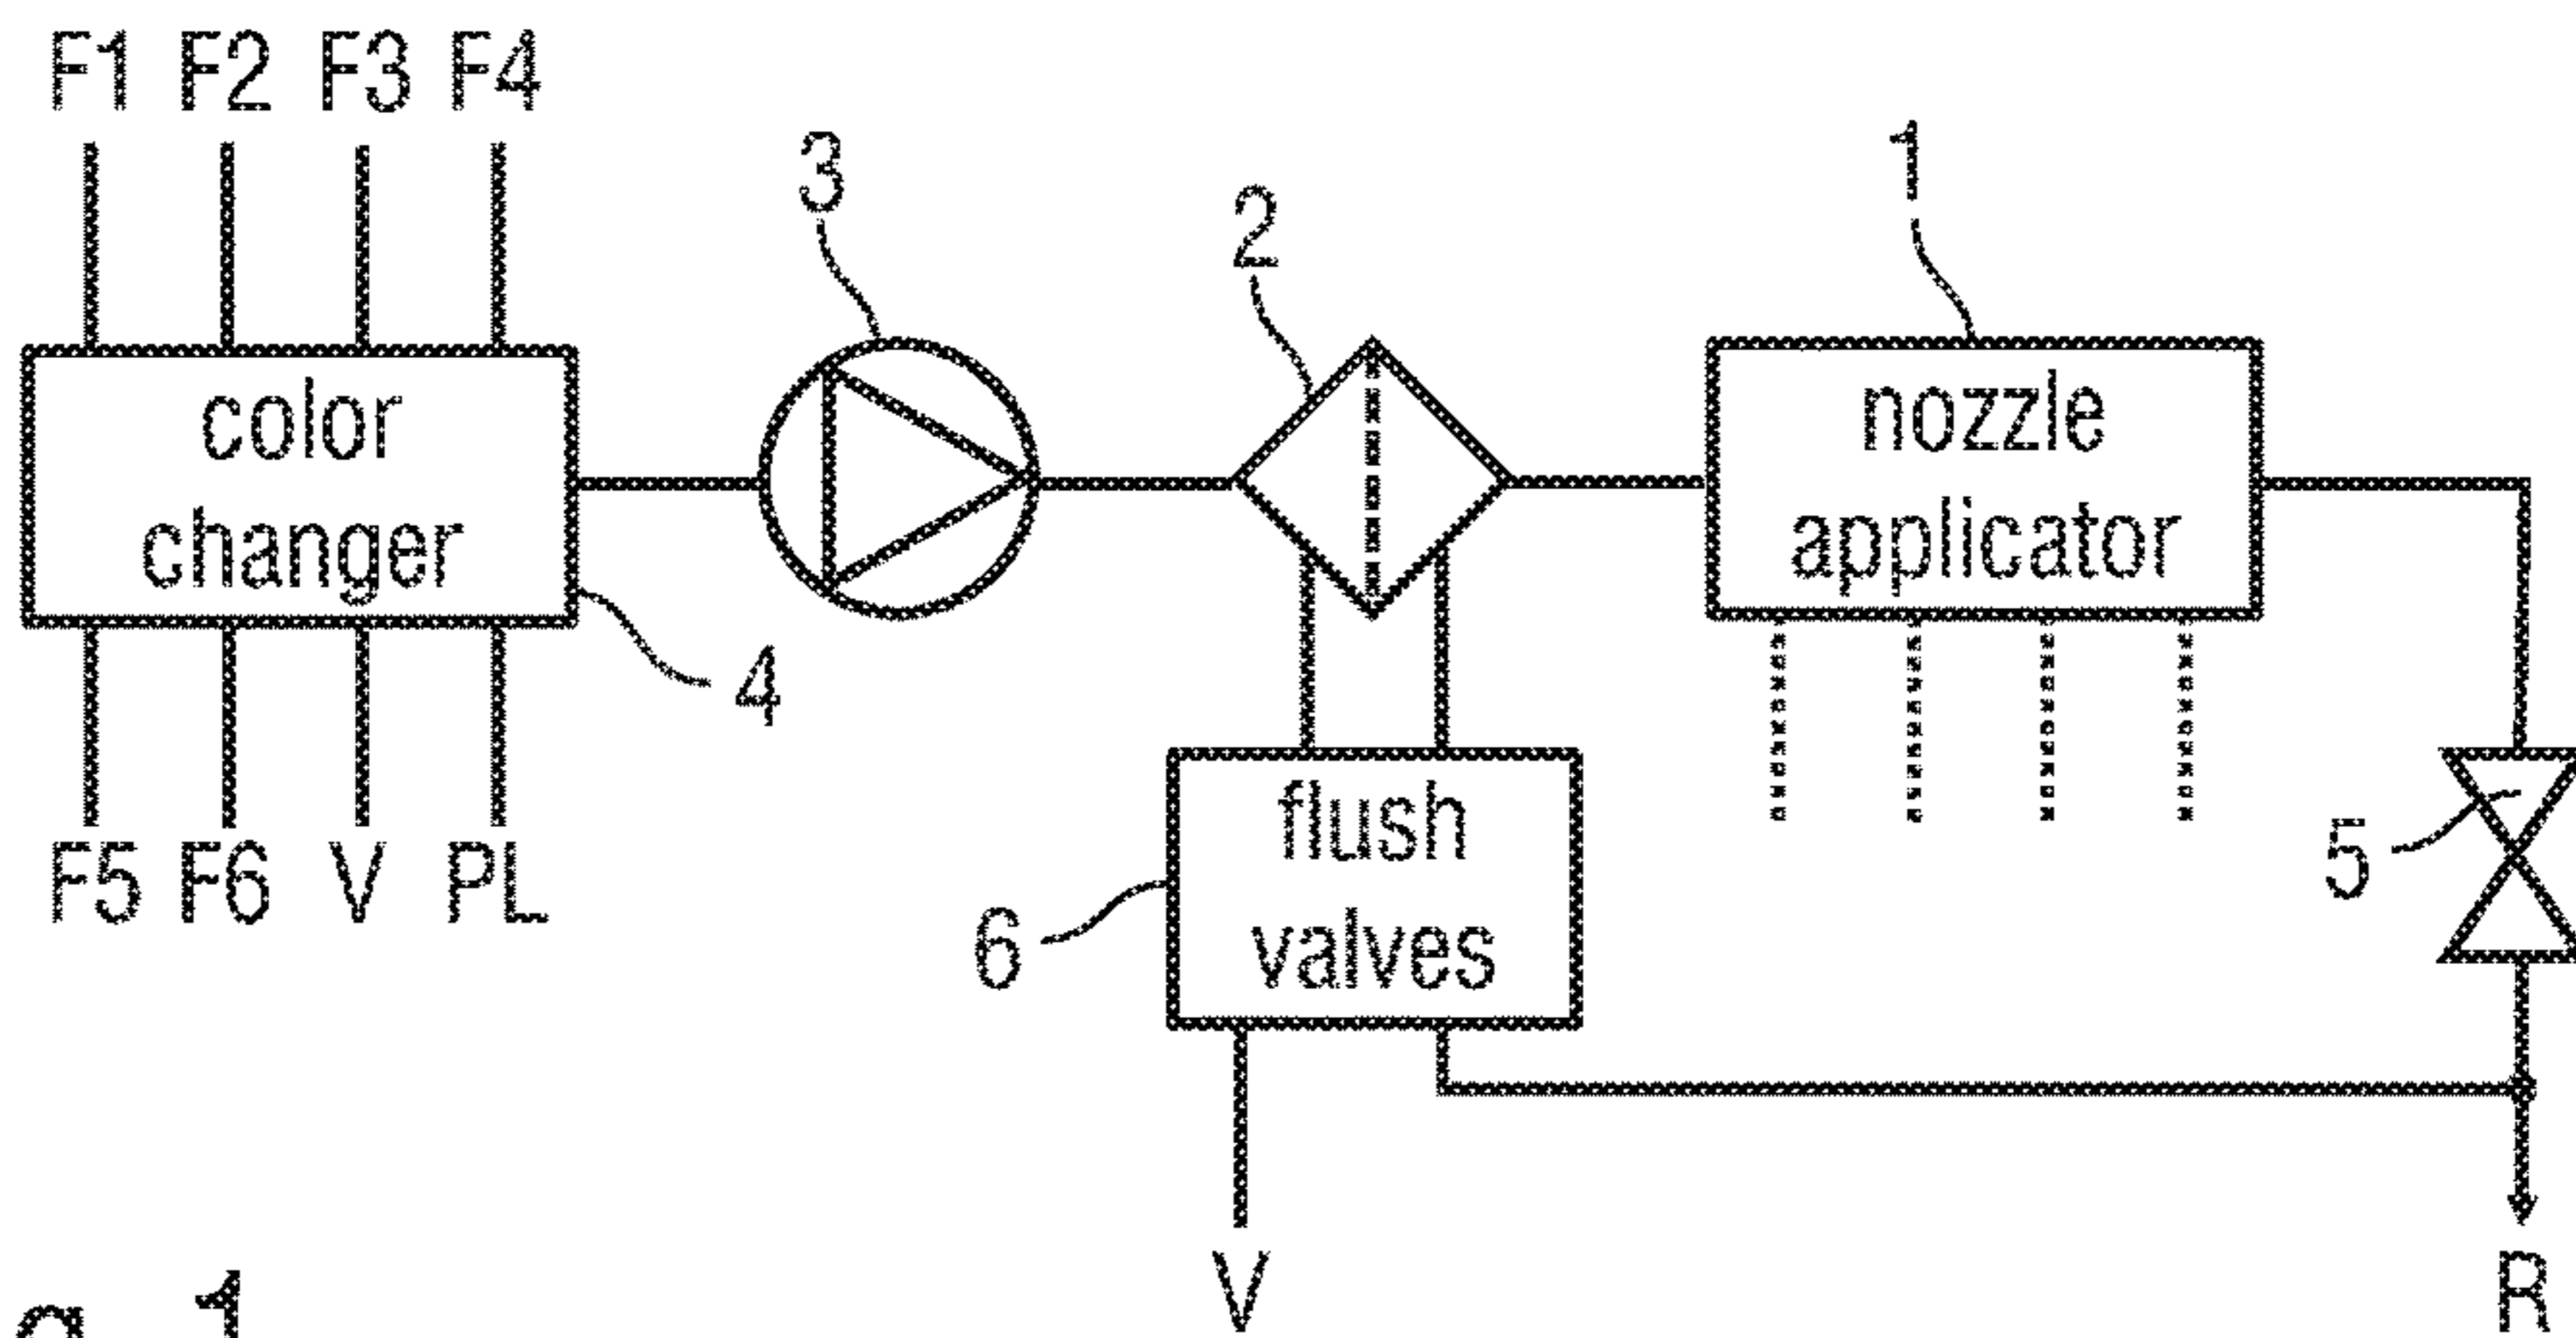 F1 F2 F3 F4
3
2
1
color
changer
nozzle
applicator
4
flush
valves
5
6
F5 F6 V PL
V
R
g 1